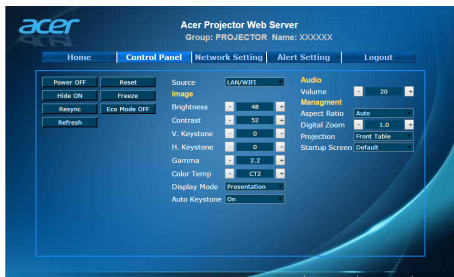 acer
Acer Projector Web Server
Group: PROJECTOR Name: XXXXXX
Home Control Panel Network Setting Alert Setting Logout
Power OFF Reset
Hide ON Freeze
Resync Eco Mode OFF
Refresh
Source LAN/WIFI
Image
Brightness - 48 +
Contrast - 52 +
V. Keystone - 0 +
H. Keystone - 0 +
Gamma - 2.2 +
Color Temp - CT2 +
Display Mode Presentation
Auto Keystone On
Audio
Volume - 20 +
Managment
Aspect Ratio Auto
Digital Zoom - 1.0 +
Projection Front Table
Startup Screen Default